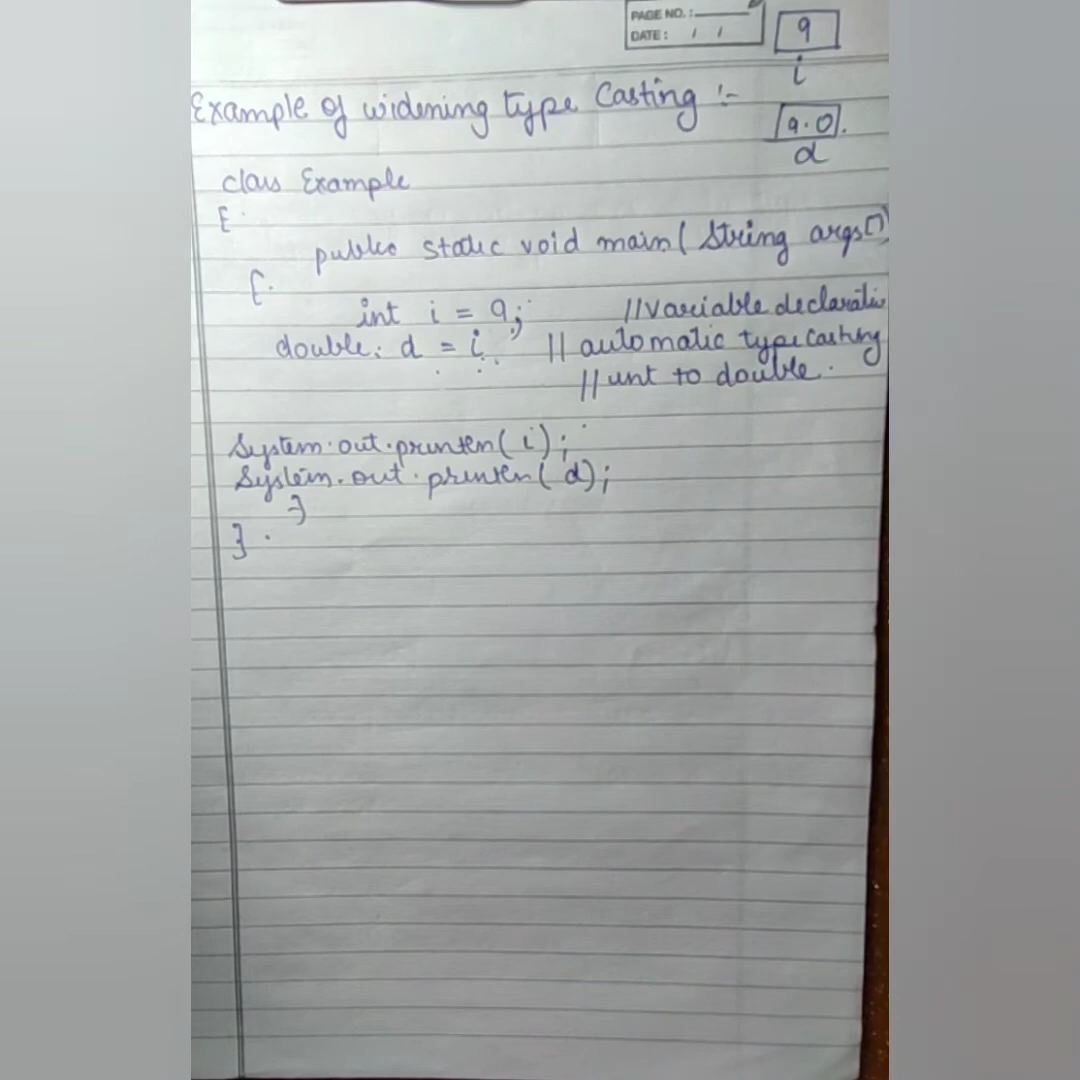 PAGE NO. :
DATE : / /
9
i
Example of widening type Casting :-
9.0
d
class Example
{
public static void main( String args[]
{
int i = 9; //variable declaratio
double d = i; // automatic type casting
// int to double.
System.out.println( i );
System.out.println( d);
}
}